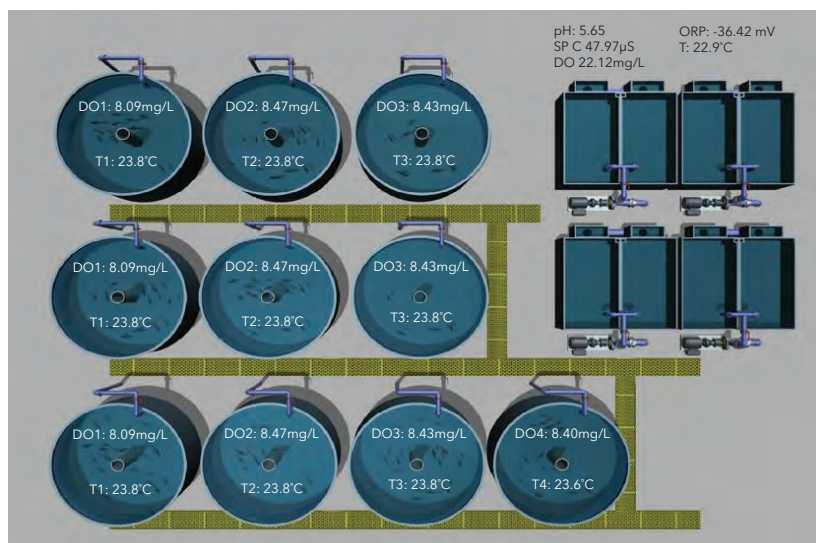 pH: 5.65
SP C 47.97µS
DO 22.12mg/L
ORP: -36.42 mV
T: 22.9˚C
DO1: 8.09mg/L
T1: 23.8˚C
DO2: 8.47mg/L
T2: 23.8˚C
DO3: 8.43mg/L
T3: 23.8˚C
DO1: 8.09mg/L
T1: 23.8˚C
DO2: 8.47mg/L
T2: 23.8˚C
DO3: 8.43mg/L
T3: 23.8˚C
DO1: 8.09mg/L
T1: 23.8˚C
DO2: 8.47mg/L
T2: 23.8˚C
DO3: 8.43mg/L
T3: 23.8˚C
DO4: 8.40mg/L
T4: 23.6˚C